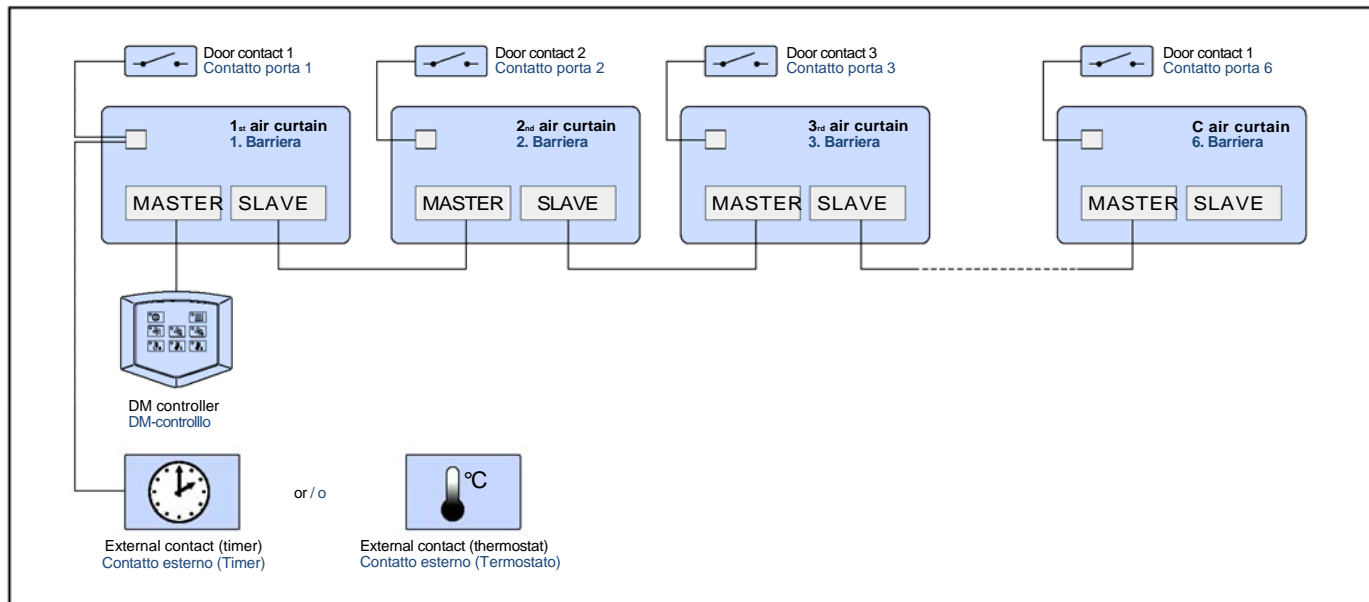 Door contact 1
Contatto porta 1
Door contact 2
Contatto porta 2
Door contact 3
Contatto porta 3
Door contact 1
Contatto porta 6
1st air curtain
1. Barriera
MASTER
SLAVE
2nd air curtain
2. Barriera
MASTER
SLAVE
3rd air curtain
3. Barriera
MASTER
SLAVE
C air curtain
6. Barriera
MASTER
SLAVE
DM controller
DM-controlllo
or / o
°C
External contact (timer)
Contatto esterno (Timer)
External contact (thermostat)
Contatto esterno (Termostato)